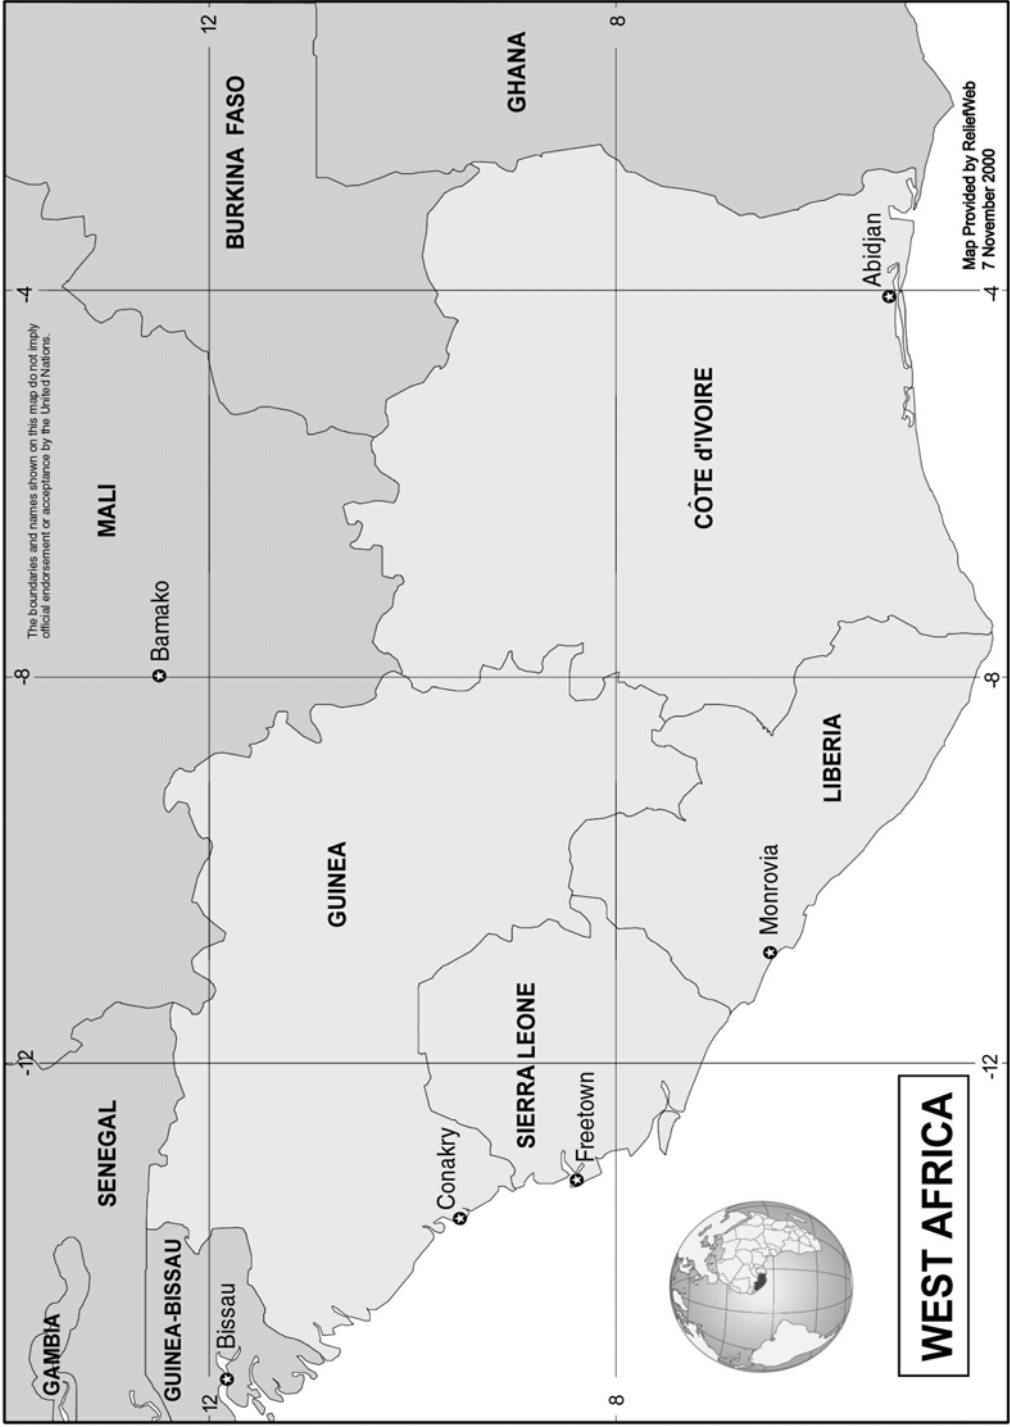 The boundaries and names shown on this map do not imply
official endorsement or acceptance by the United Nations.
-12
-8
-4
GAMBIA
SENEGAL
MALI
Bamako
GUINEA-BISSAU
Bissau
BURKINA FASO
12
12
GUINEA
Conakry
GHANA
SIERRA LEONE
Freetown
8
8
CÔTE d'IVOIRE
Monrovia
LIBERIA
Abidjan
WEST AFRICA
-12
-8
-4
Map Provided by ReliefWeb
7 November 2000